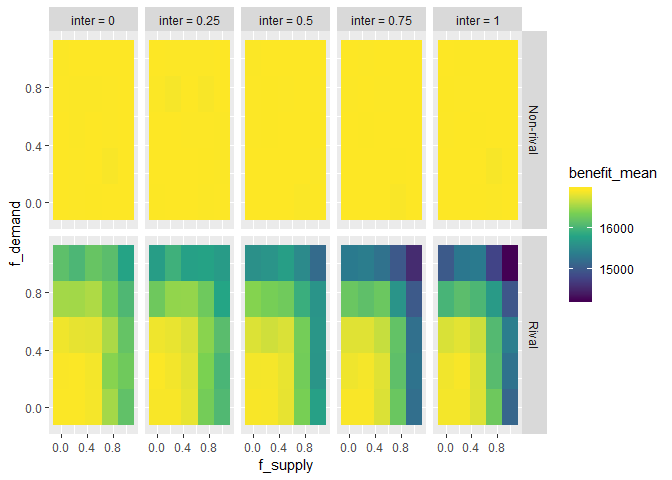 inter = 0 inter = 0.25 inter = 0.5 inter = 0.75 inter = 1
0.8
0.4
0.0
Non-rival
f_demand
0.8
0.4
0.0
Rival
0.0 0.4 0.8 0.0 0.4 0.8 0.0 0.4 0.8 0.0 0.4 0.8 0.0 0.4 0.8
f_supply
benefit_mean
16000
15000